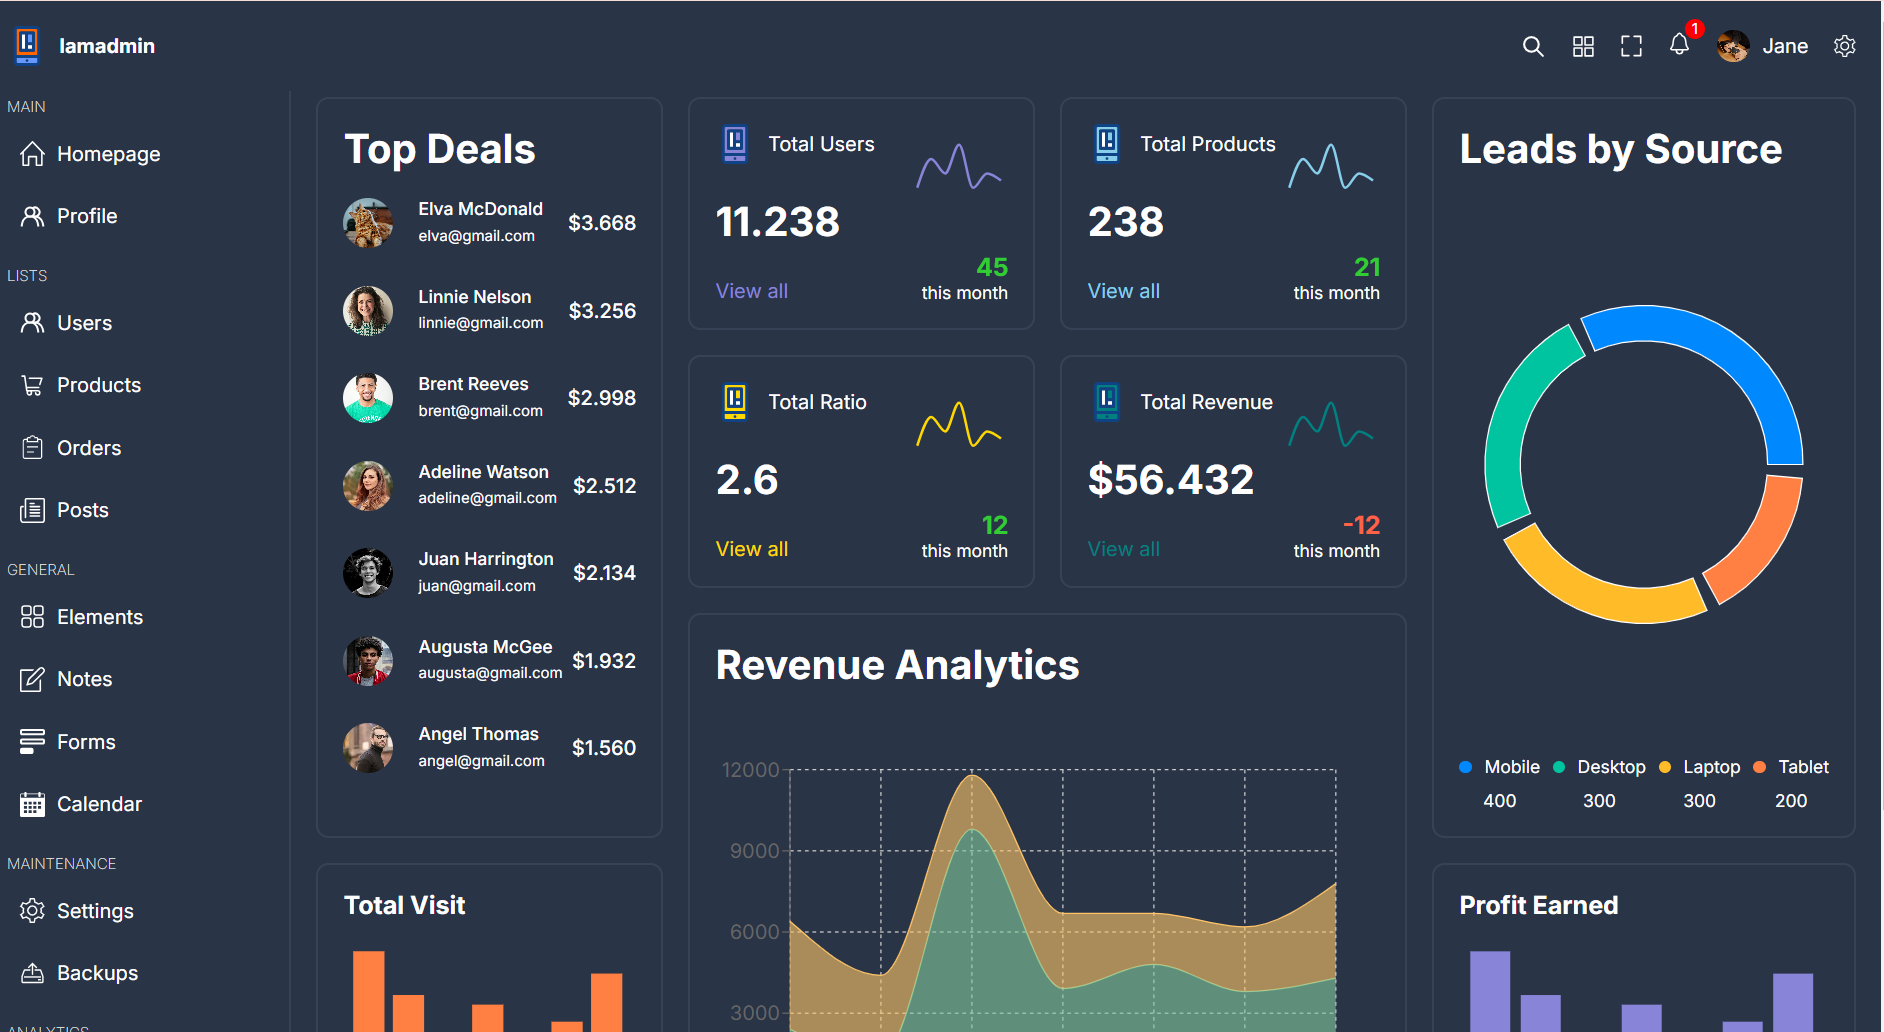 lamadmin
1
Jane
MAIN
Homepage
Profile
LISTS
Users
Products
Orders
Posts
GENERAL
Elements
Notes
Forms
Calendar
MAINTENANCE
Settings
Backups
ANALYTICS
Top Deals
Elva McDonald
elva@gmail.com
$3.668
Linnie Nelson
linnie@gmail.com
$3.256
Brent Reeves
brent@gmail.com
$2.998
Adeline Watson
adeline@gmail.com
$2.512
Juan Harrington
juan@gmail.com
$2.134
Augusta McGee
augusta@gmail.com
$1.932
Angel Thomas
angel@gmail.com
$1.560
Total Users
11.238
View all
45
this month
Total Products
238
View all
21
this month
Total Ratio
2.6
View all
12
this month
Total Revenue
$56.432
View all
-12
this month
Leads by Source
Mobile
400
Desktop
300
Laptop
300
Tablet
200
Revenue Analytics
12000
9000
6000
3000
Total Visit
Profit Earned